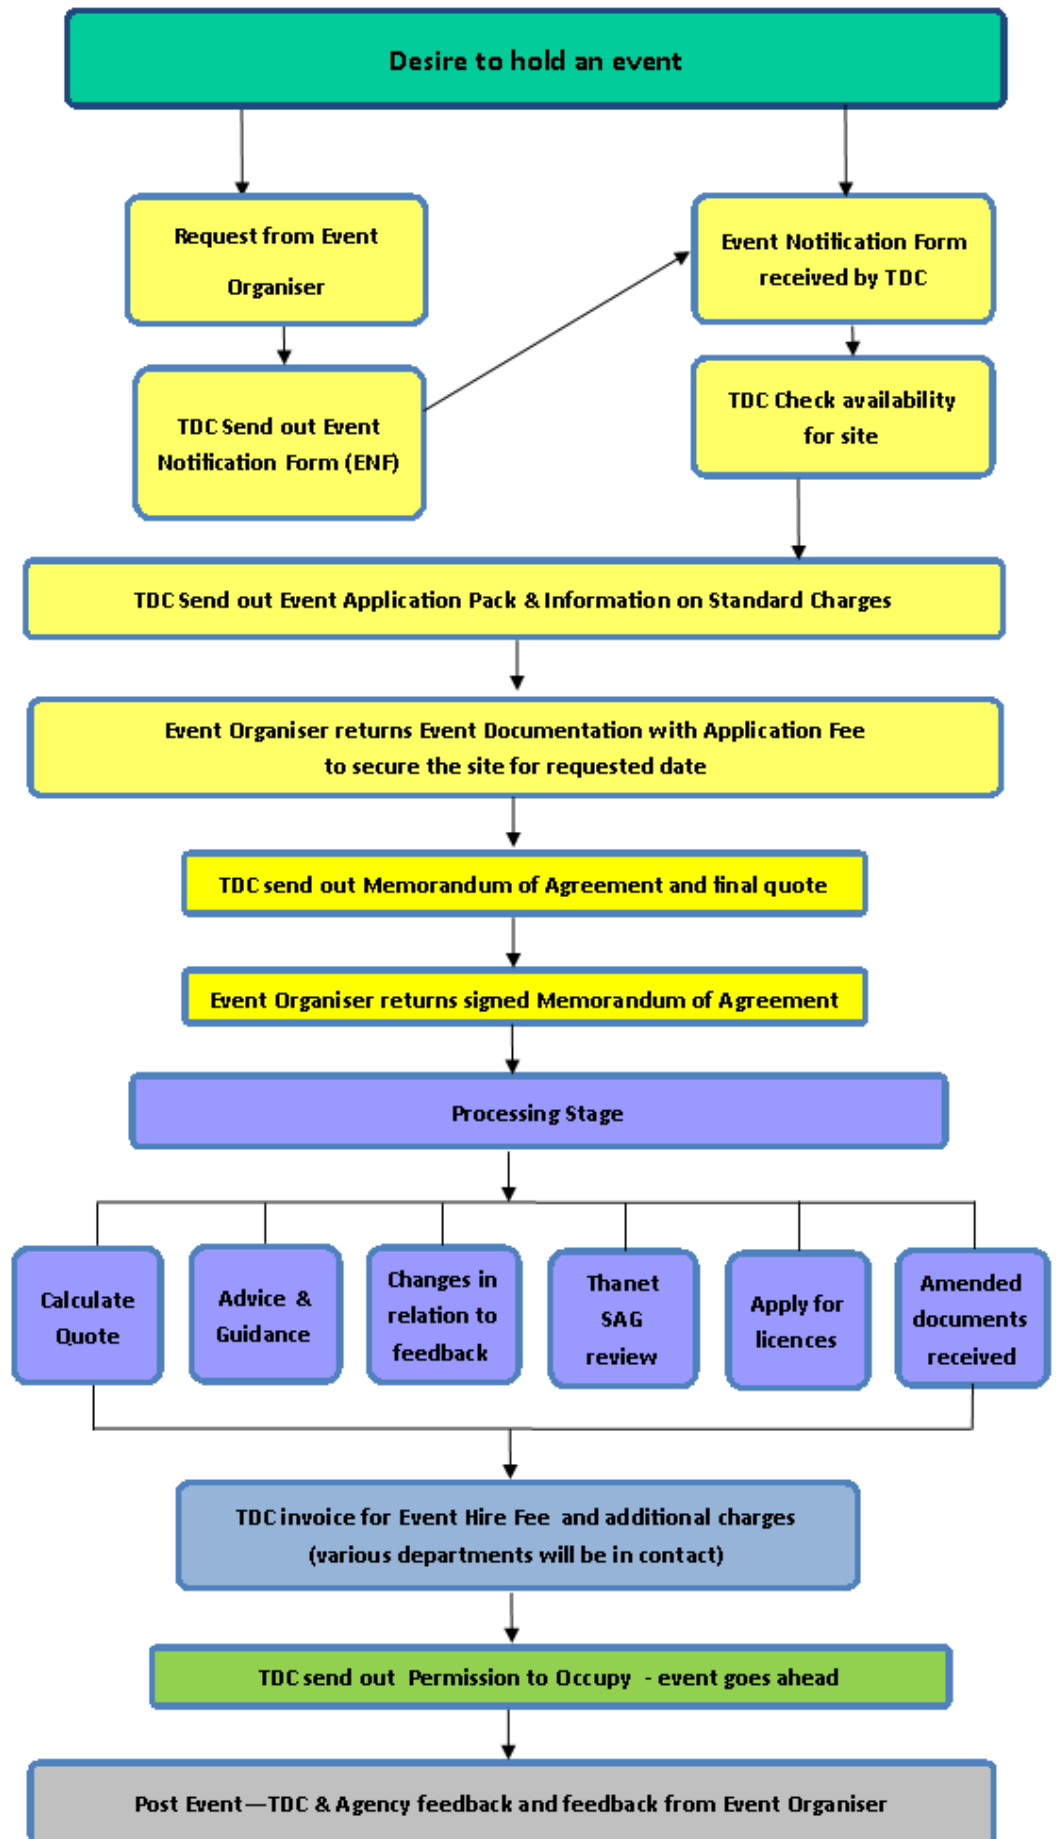 Desire to hold an event
Request from Event
Organiser
Event Notification Form
received by TDC
TDC Send out Event
Notification Form (ENF)
TDC Check availability
for site
TDC Send out Event Application Pack & Information on Standard Charges
Event Organiser returns Event Documentation with Application Fee
to secure the site for requested date
TDC send out Memorandum of Agreement and final quote
Event Organiser returns signed Memorandum of Agreement
Processing Stage
Calculate
Quote
Advice &
Guidance
Changes in
relation to
feedback
Thanet
SAG
review
Apply for
licences
Amended
documents
received
TDC invoice for Event Hire Fee and additional charges
(various departments will be in contact)
TDC send out Permission to Occupy - event goes ahead
Post Event—TDC & Agency feedback and feedback from Event Organiser